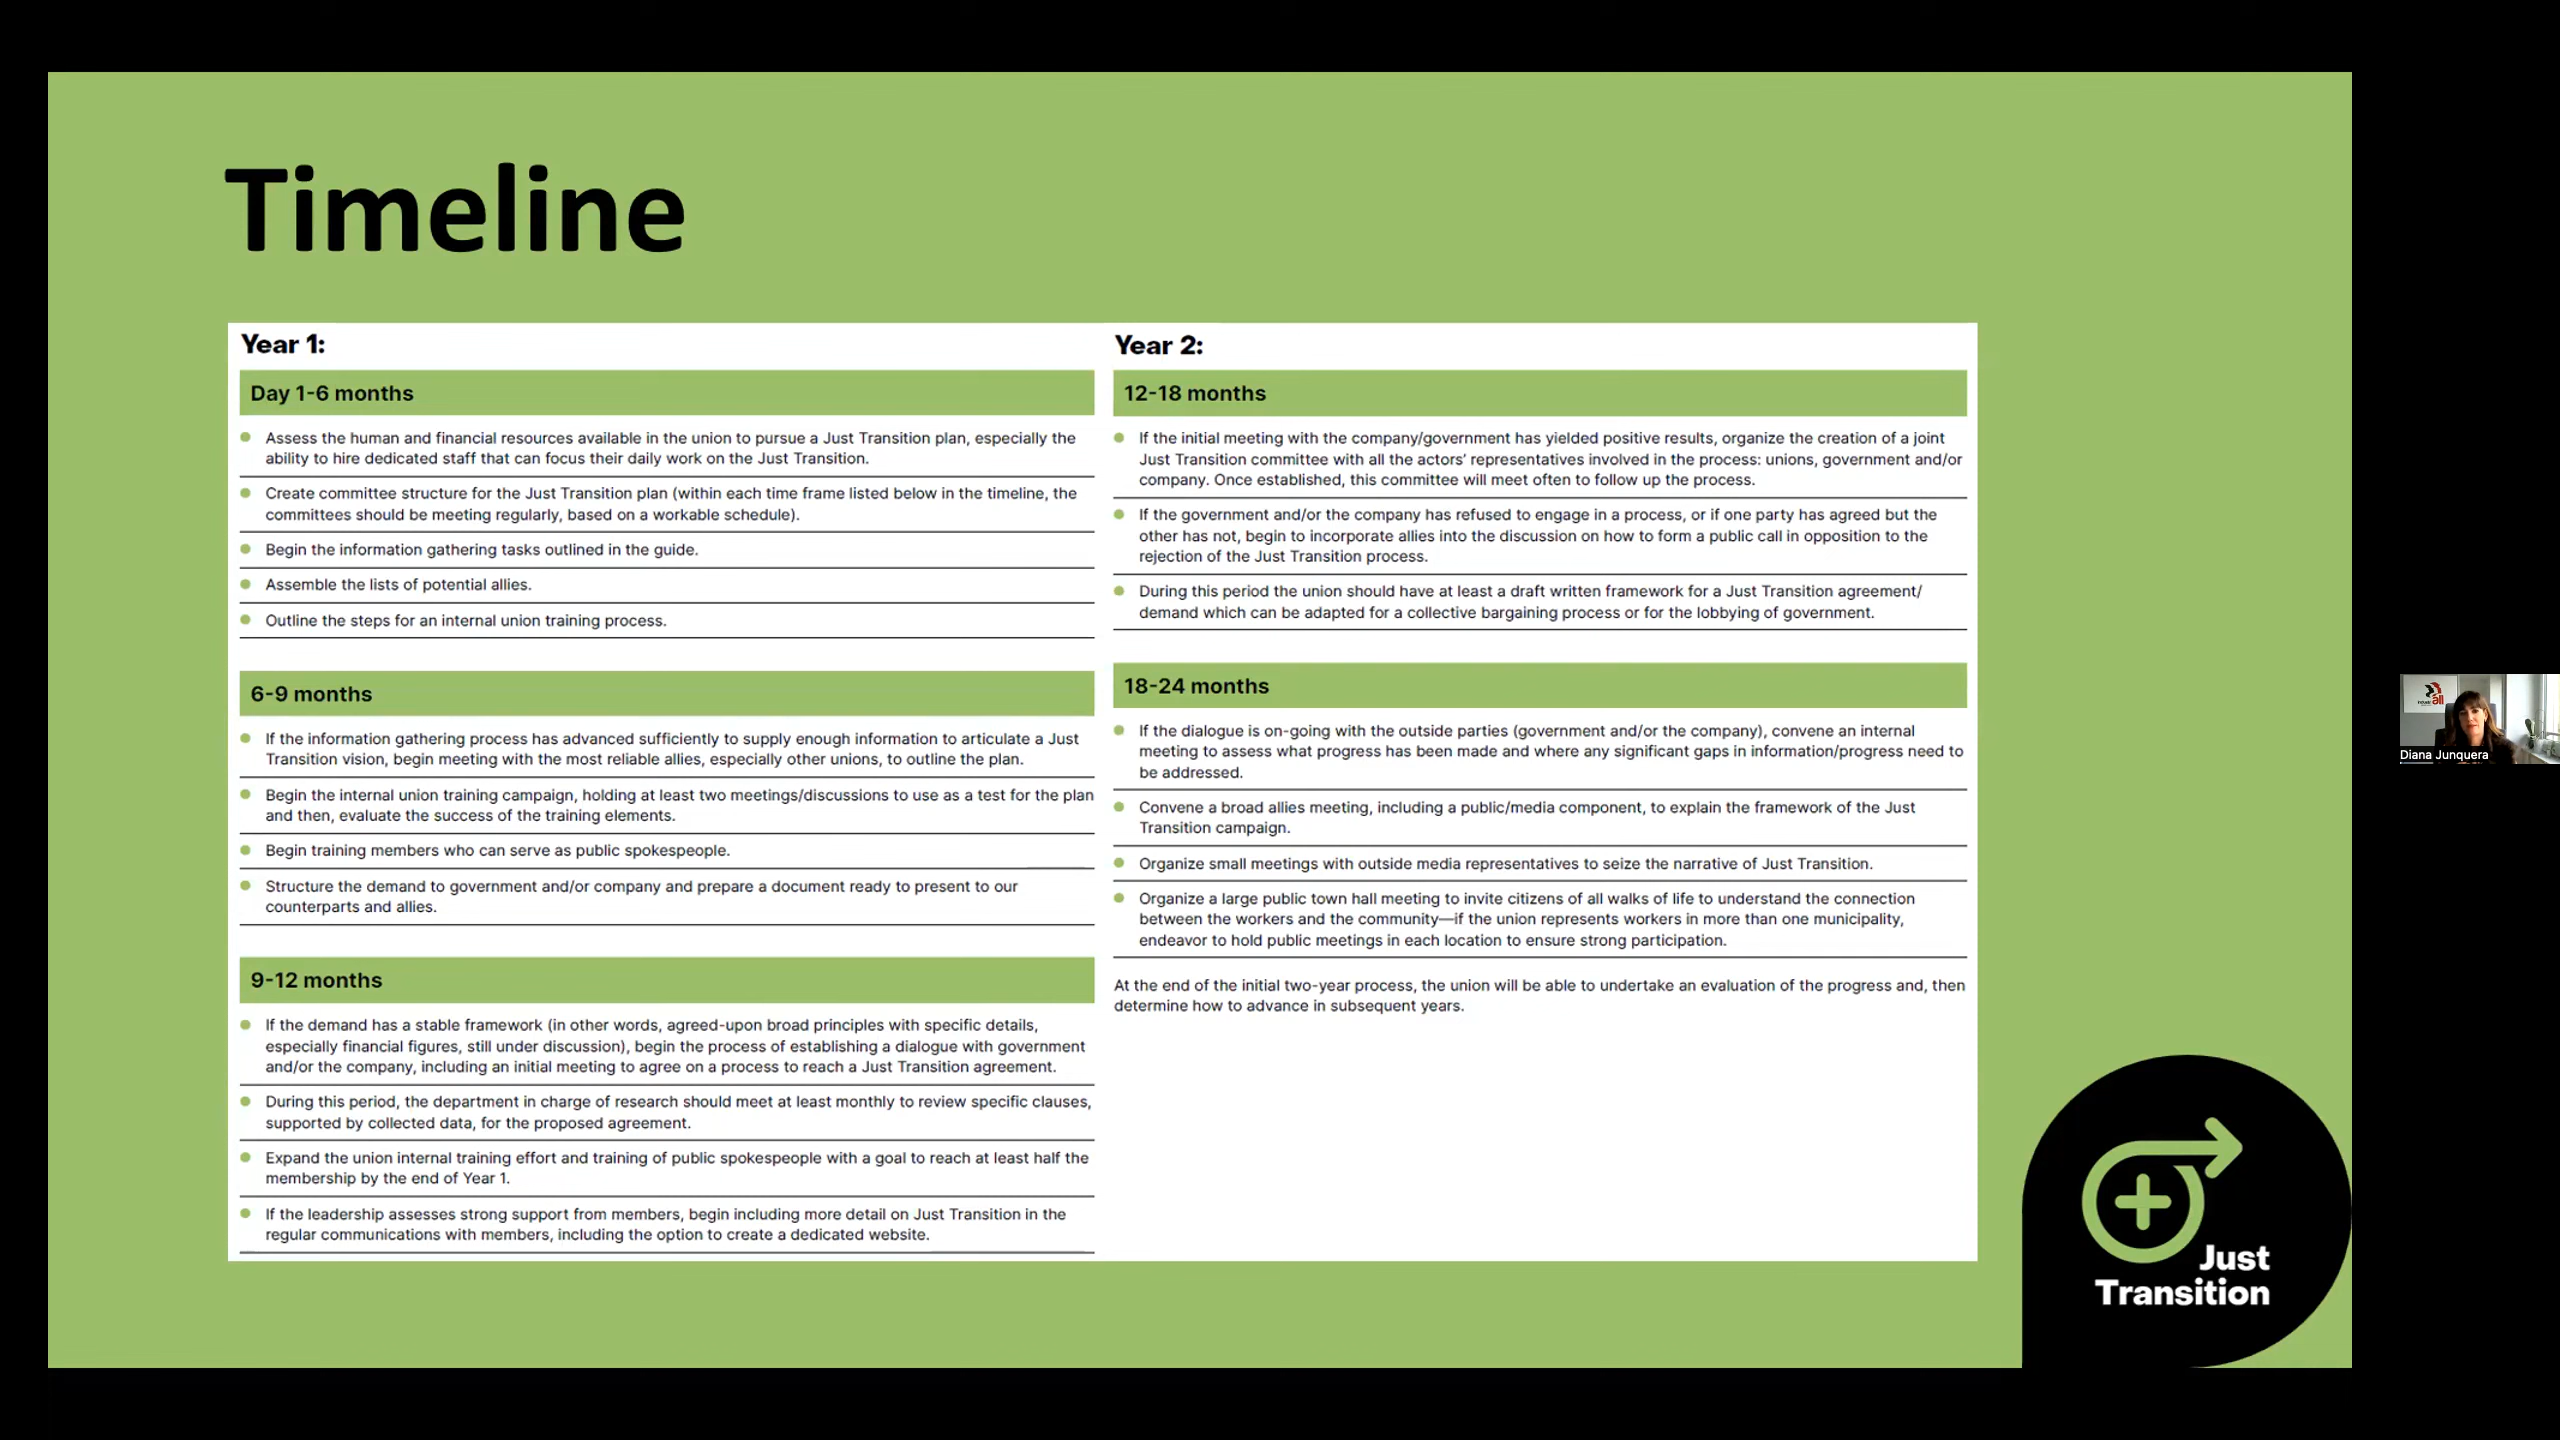 Timeline
Year 1:
Day 1-6 months
Assess the human and financial resources available in the union to pursue a Just Transition plan, especially the
ability to hire dedicated staff that can focus their daily work on the Just Transition.
Create committee structure for the Just Transition plan (within each time frame listed below in the timeline, the
committees should be meeting regularly, based on a workable schedule).
Begin the information gathering tasks outlined in the guide.
Assemble the lists of potential allies.
Outline the steps for an internal union training process.
6-9 months
If the information gathering process has advanced sufficiently to supply enough information to articulate a Just
Transition vision, begin meeting with the most reliable allies, especially other unions, to outline the plan.
Begin the internal union training campaign, holding at least two meetings/discussions to use as a test for the plan
and then, evaluate the success of the training elements.
Begin training members who can serve as public spokespeople.
Structure the demand to government and/or company and prepare a document ready to present to our
counterparts and allies.
9-12 months
If the demand has a stable framework (in other words, agreed-upon broad principles with specific details,
especially financial figures, still under discussion), begin the process of establishing a dialogue with government
and/or the company, including an initial meeting to agree on a process to reach a Just Transition agreement.
During this period, the department in charge of research should meet at least monthly to review specific clauses,
supported by collected data, for the proposed agreement.
Expand the union internal training effort and training of public spokespeople with a goal to reach at least half the
membership by the end of Year 1.
If the leadership assesses strong support from members, begin including more detail on Just Transition in the
regular communications with members, including the option to create a dedicated website.
Year 2:
12-18 months
If the initial meeting with the company/government has yielded positive results, organize the creation of a joint
Just Transition committee with all the actors' representatives involved in the process: unions, government and/or
company. Once established, this committee will meet often to follow up the process.
If the government and/or the company has refused to engage in a process, or if one party has agreed but the
other has not, begin to incorporate allies into the discussion on how to form a public call in opposition to the
rejection of the Just Transition process.
During this period the union should have at least a draft written framework for a Just Transition agreement/
demand which can be adapted for a collective bargaining process or for the lobbying of government.
18-24 months
If the dialogue is on-going with the outside parties (government and/or the company), convene an internal
meeting to assess what progress has been made and where any significant gaps in information/progress need to
be addressed.
Convene a broad allies meeting, including a public/media component, to explain the framework of the Just
Transition campaign.
Organize small meetings with outside media representatives to seize the narrative of Just Transition.
Organize a large public town hall meeting to invite citizens of all walks of life to understand the connection
between the workers and the community—if the union represents workers in more than one municipality,
endeavor to hold public meetings in each location to ensure strong participation.
At the end of the initial two-year process, the union will be able to undertake an evaluation of the progress and, then
determine how to advance in subsequent years.
Just
Transition
Diana Junquera